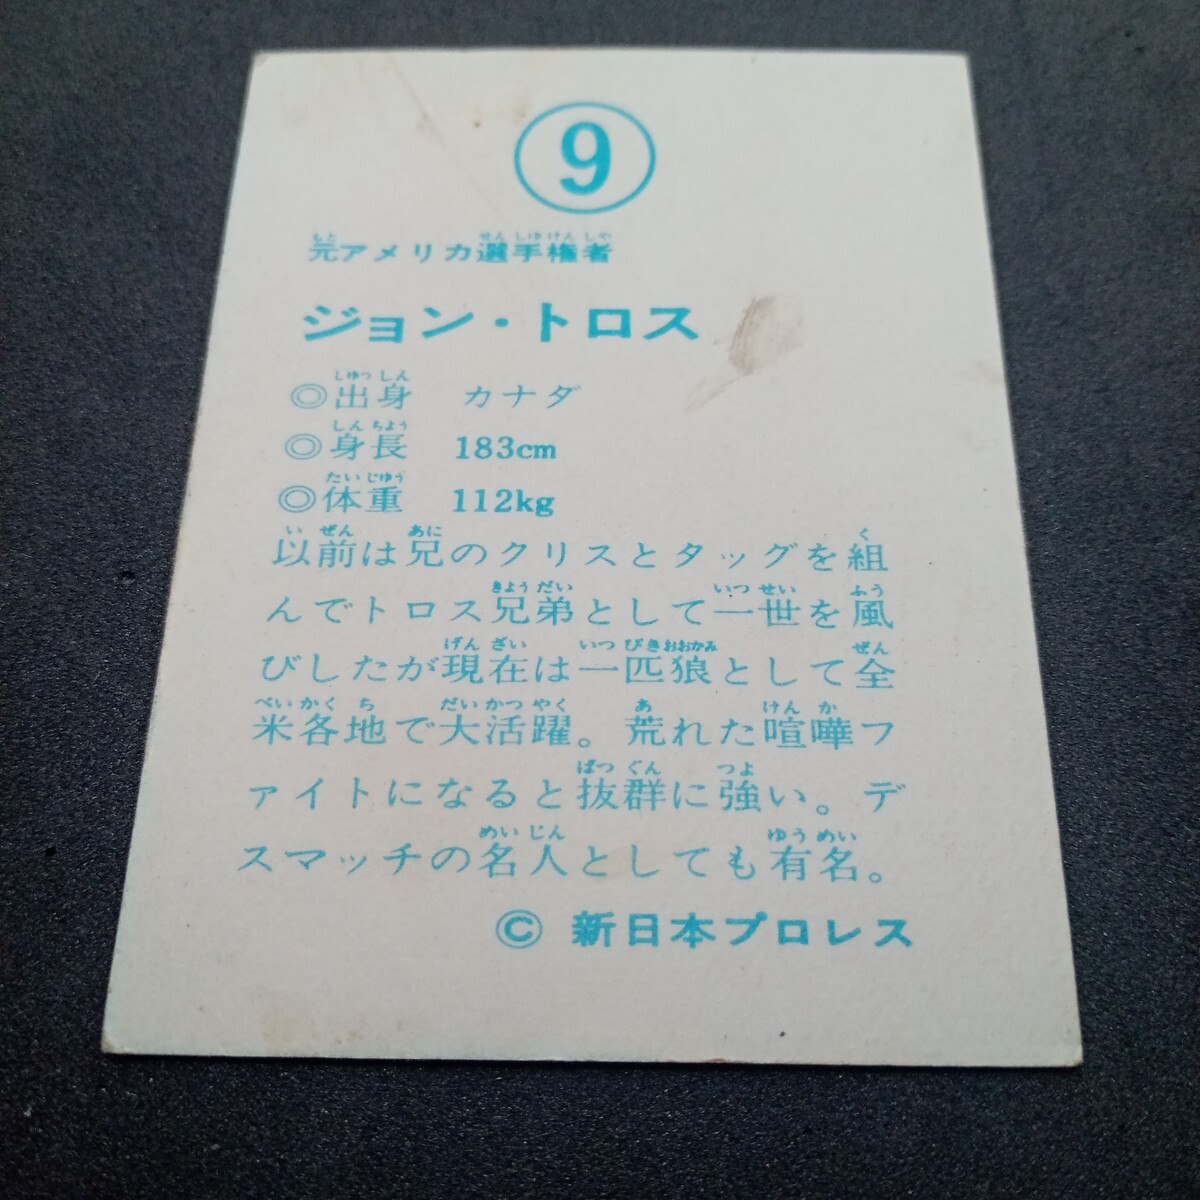 9
元アメリカ選手権者
ジョン・トロス
◎出身 カナダ
◎身長 183cm
◎体重 112kg
以前は兄のクリスとタッグを組
んでトロス兄弟として一世を風
びしたが現在は一匹狼として全
米各地で大活躍。荒れた喧嘩フ
ァイトになると抜群に強い。デ
スマッチの名人としても有名。
© 新日本プロレス